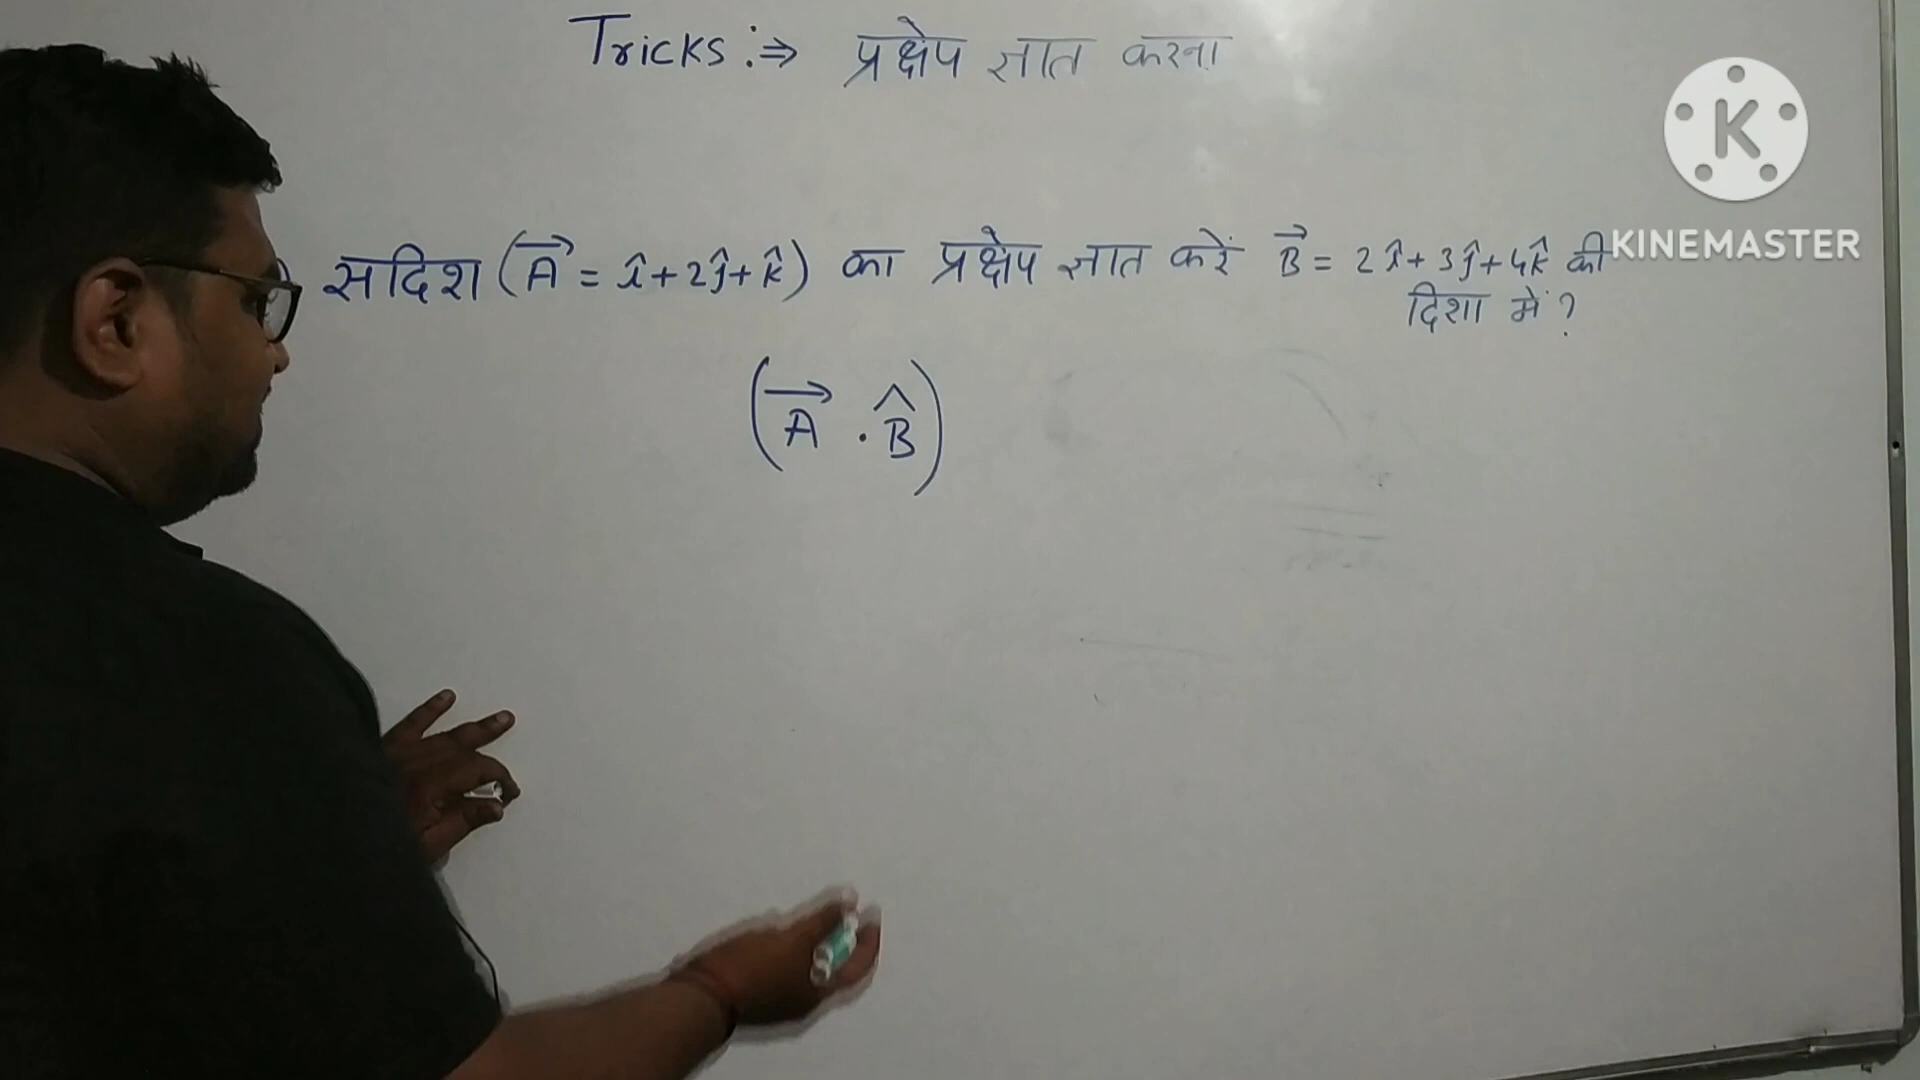 Tricks :⇒ प्रक्षेप ज्ञात करना
K
KINEMASTER
सदिश (A⃗ = î + 2ĵ + k̂) का प्रक्षेप ज्ञात करें B⃗ = 2î + 3ĵ + 4k̂ की
दिशा में ?
(A⃗ . B̂)